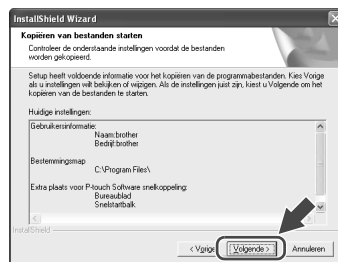 InstallShield Wizard
Kopiëren van bestanden starten
Controleer de onderstaande instellingen voordat de bestanden
worden gekopieerd.
Setup heeft voldoende informatie voor het kopiëren van de programmabestanden. Kies Vorige
als u instellingen wilt bekijken of wijzigen. Als de instellingen juist zijn, kiest u Volgende om het
kopiëren van de bestanden te starten.
Huidige instellingen:
Gebruikersinformatie:
Naam:brother
Bedrijf:brother
Bestemmingsmap
C:\Program Files\
Extra plaats voor P-touch Software snelkoppeling:
Bureaublad
Snelstartbalk
InstallShield
< Vorige
Volgende >
Annuleren